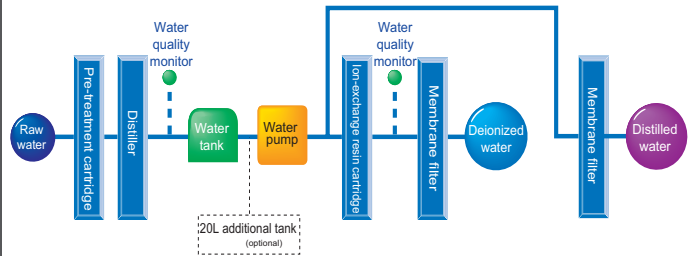 Raw
water
Pre-treatment cartridge
Distiler
Water
quality
monitor
Water
tank
20L additional tank
(optional)
Water
pump
Ion-exchange resin cartridge
Water
quality
monitor
Membrane filter
Deionized
water
Membrane filter
Distilled
water